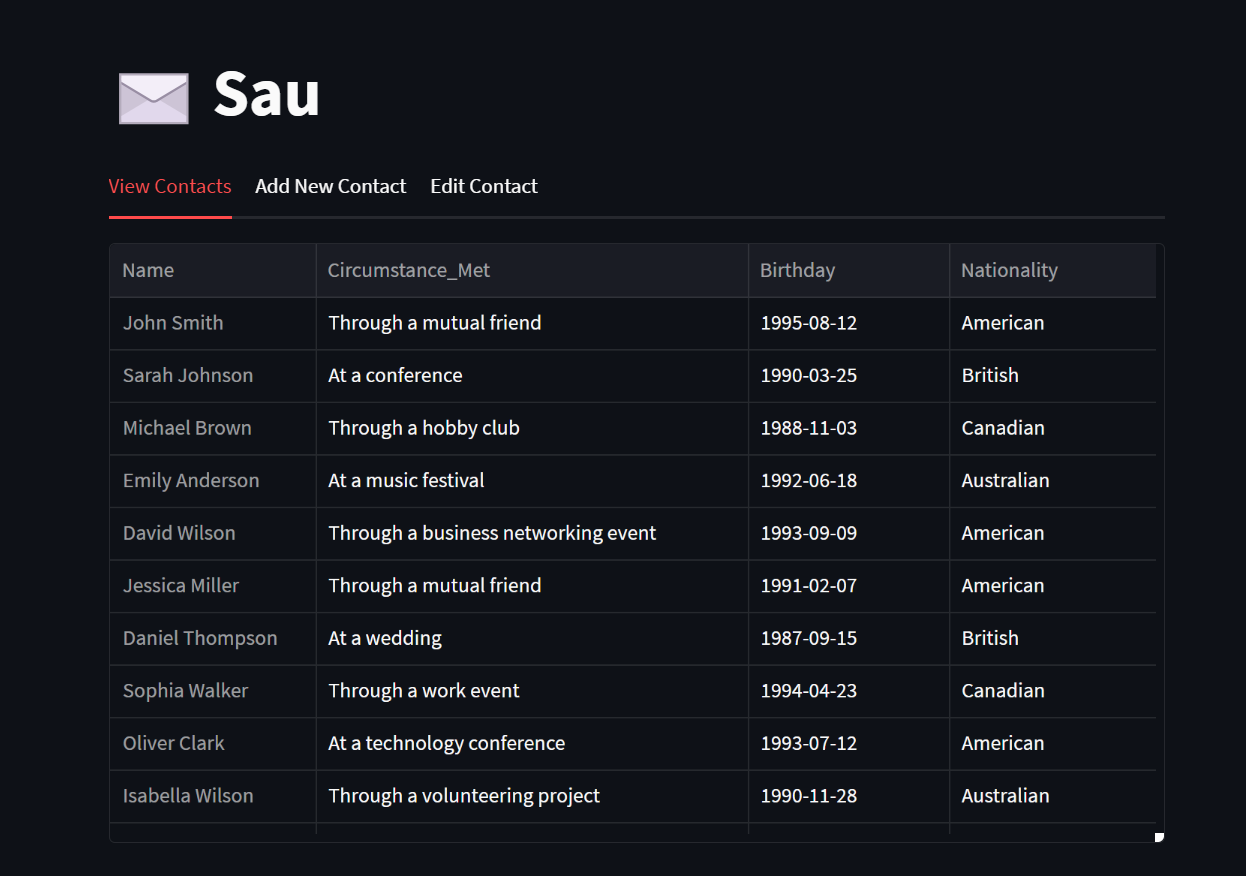 Sau
View Contacts Add New Contact Edit Contact
Name Circumstance_Met Birthday Nationality
John Smith Through a mutual friend 1995-08-12 American
Sarah Johnson At a conference 1990-03-25 British
Michael Brown Through a hobby club 1988-11-03 Canadian
Emily Anderson At a music festival 1992-06-18 Australian
David Wilson Through a business networking event 1993-09-09 American
Jessica Miller Through a mutual friend 1991-02-07 American
Daniel Thompson At a wedding 1987-09-15 British
Sophia Walker Through a work event 1994-04-23 Canadian
Oliver Clark At a technology conference 1993-07-12 American
Isabella Wilson Through a volunteering project 1990-11-28 Australian